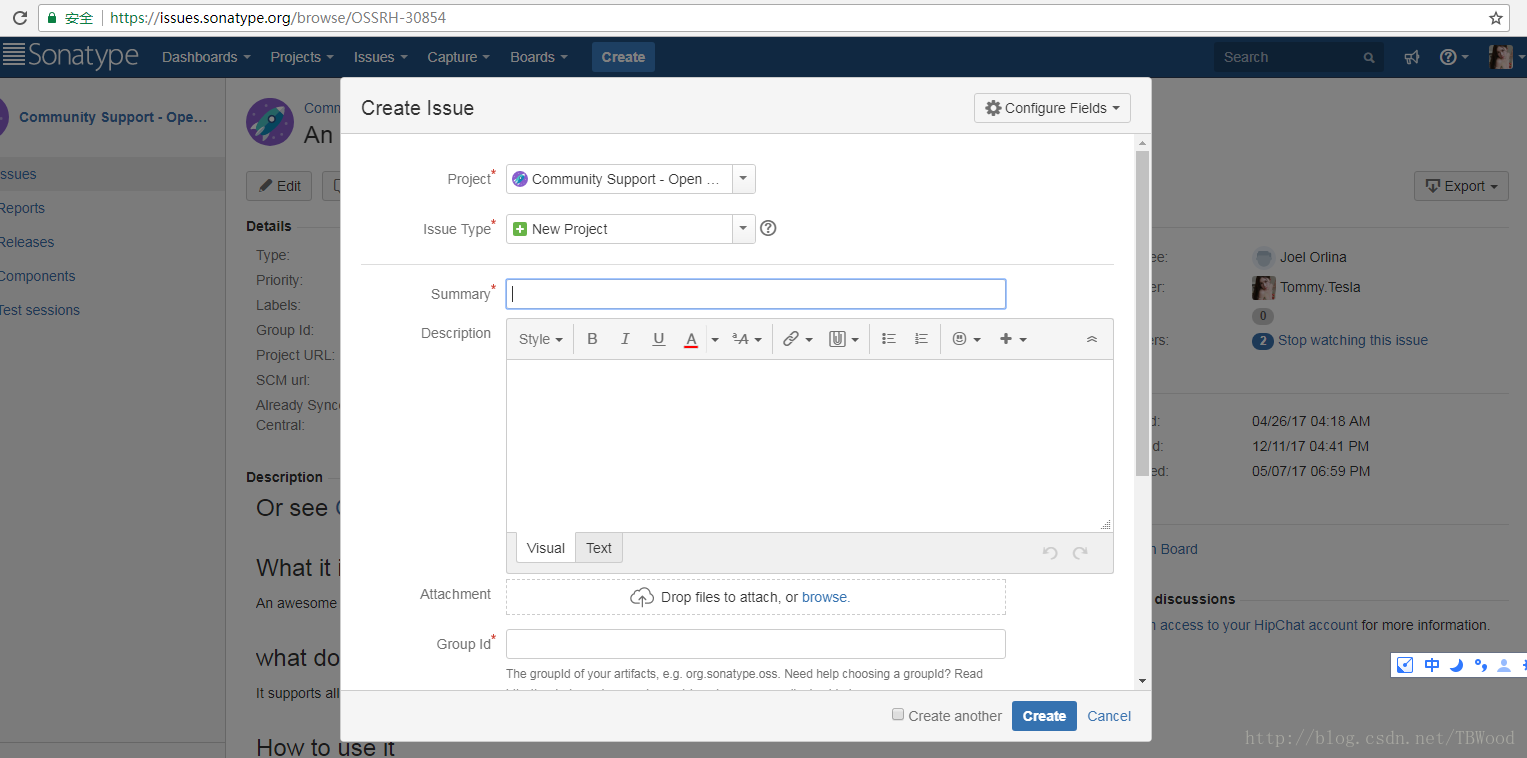 安全 https://issues.sonatype.org/browse/OSSRH-30854
Sonatype Dashboards Projects Issues Capture Boards Create Search
Community Support - Ope...
Comm
An
Create Issue
Configure Fields
Issues
Reports
Releases
Components
Test sessions
Edit
Export
Details
Type:
Priority:
Labels:
Group Id:
Project URL:
SCM url:
Already Sync
Central:
Description
Or see
What it i
An awesome
what do
It supports all
How to use it
Project*
Community Support - Open ...
Issue Type*
New Project
Summary*
Description
Style B I U A
Visual Text
Attachment
Drop files to attach, or browse.
Group Id*
The groupId of your artifacts, e.g. org.sonatype.oss. Need help choosing a groupId? Read
Create another Create Cancel
ee: Joel Orlina
er: Tommy.Tesla
0
ers: 2 Stop watching this issue
d: 04/26/17 04:18 AM
d: 12/11/17 04:41 PM
ed: 05/07/17 06:59 PM
Board
discussions
access to your HipChat account for more information.
中
http://blog.csdn.net/TBWood